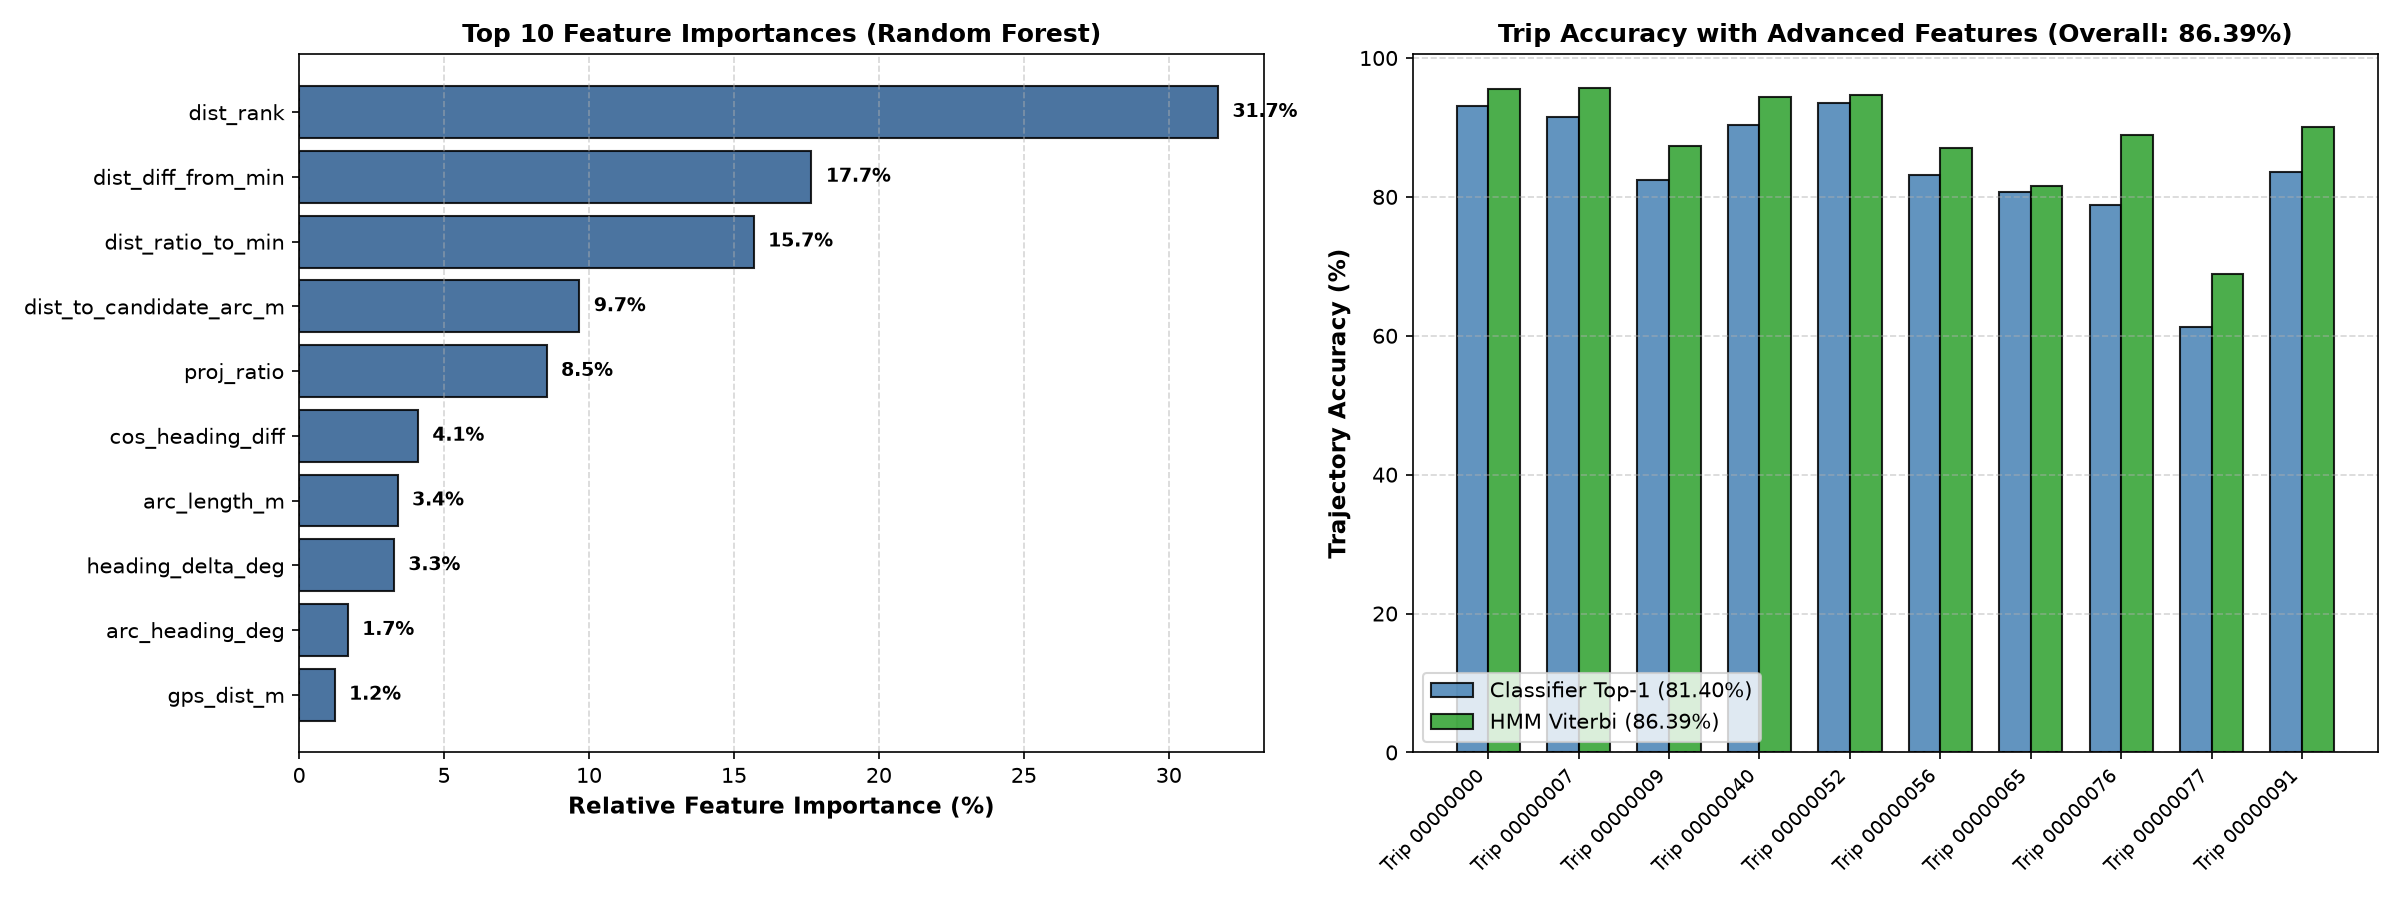 Top 10 Feature Importances (Random Forest)
dist_rank
31.7%
dist_diff_from_min
17.7%
dist_ratio_to_min
15.7%
dist_to_candidate_arc_m
9.7%
proj_ratio
8.5%
cos_heading_diff
4.1%
arc_length_m
3.4%
heading_delta_deg
3.3%
arc_heading_deg
1.7%
gps_dist_m
1.2%
0 5 10 15 20 25 30
Relative Feature Importance (%)
Trip Accuracy with Advanced Features (Overall: 86.39%)
Trajectory Accuracy (%)
100
80
60
40
20
0
Classifier Top-1 (81.40%)
HMM Viterbi (86.39%)
Trip 00000000
Trip 00000007
Trip 00000009
Trip 00000040
Trip 00000052
Trip 00000056
Trip 00000065
Trip 00000076
Trip 00000077
Trip 00000091